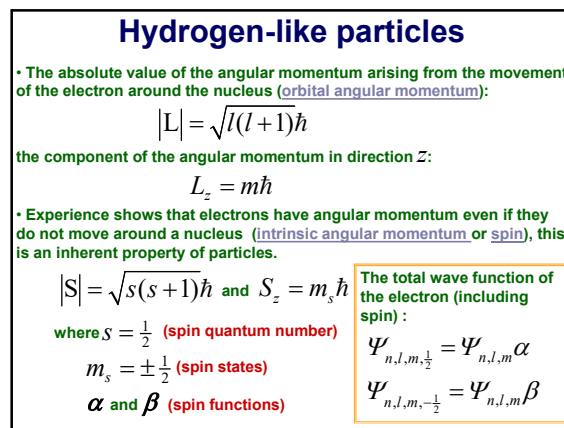 Hydrogen-like particles
• The absolute value of the angular momentum arising from the movement
of the electron around the nucleus (orbital angular momentum):
|L| = √l(l+1)ℏ
the component of the angular momentum in direction z:
L_z = mℏ
• Experience shows that electrons have angular momentum even if they
do not move around a nucleus (intrinsic angular momentum or spin), this
is an inherent property of particles.
|S| = √s(s+1)ℏ and S_z = m_sℏ
where s = 1/2 (spin quantum number)
m_s = ±1/2 (spin states)
α and β (spin functions)
The total wave function of
the electron (including
spin) :
Ψ_{n,l,m,1/2} = Ψ_{n,l,m}α
Ψ_{n,l,m,-1/2} = Ψ_{n,l,m}β